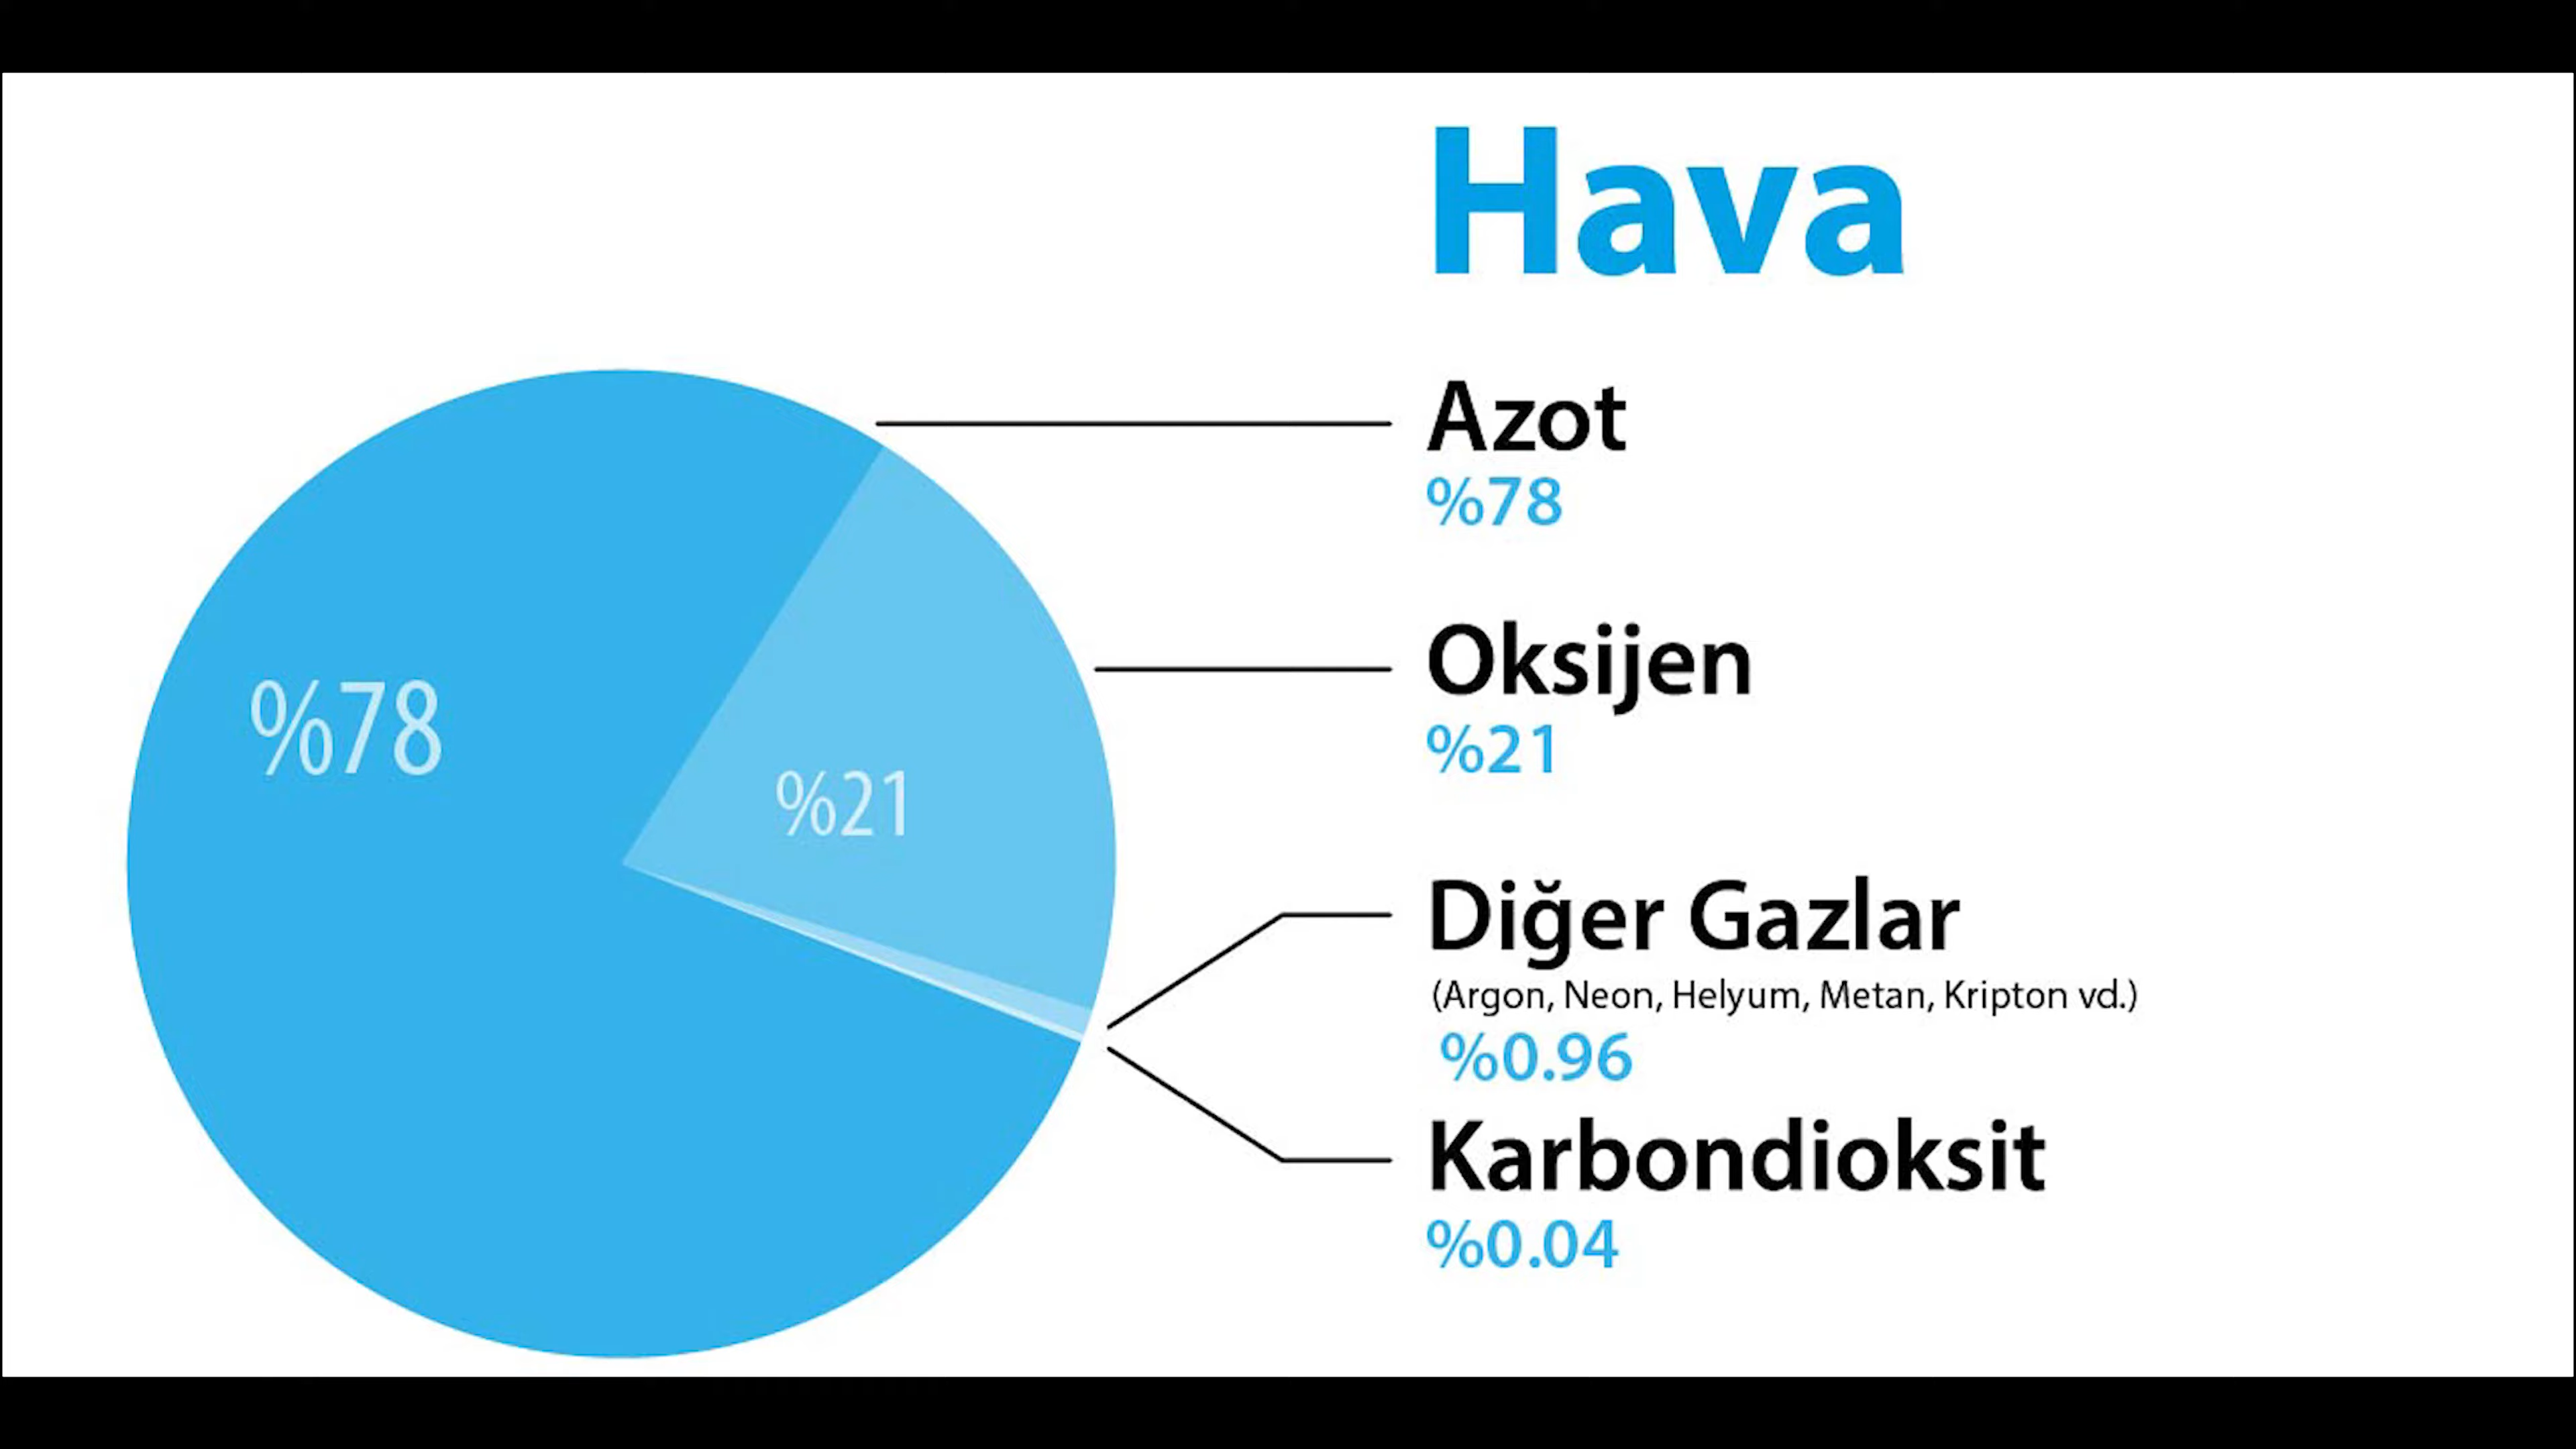 Hava
Azot
%78
Oksijen
%21
Diğer Gazlar
(Argon, Neon, Helyum, Metan, Kripton vd.)
%0.96
Karbondioksit
%0.04
%78
%21